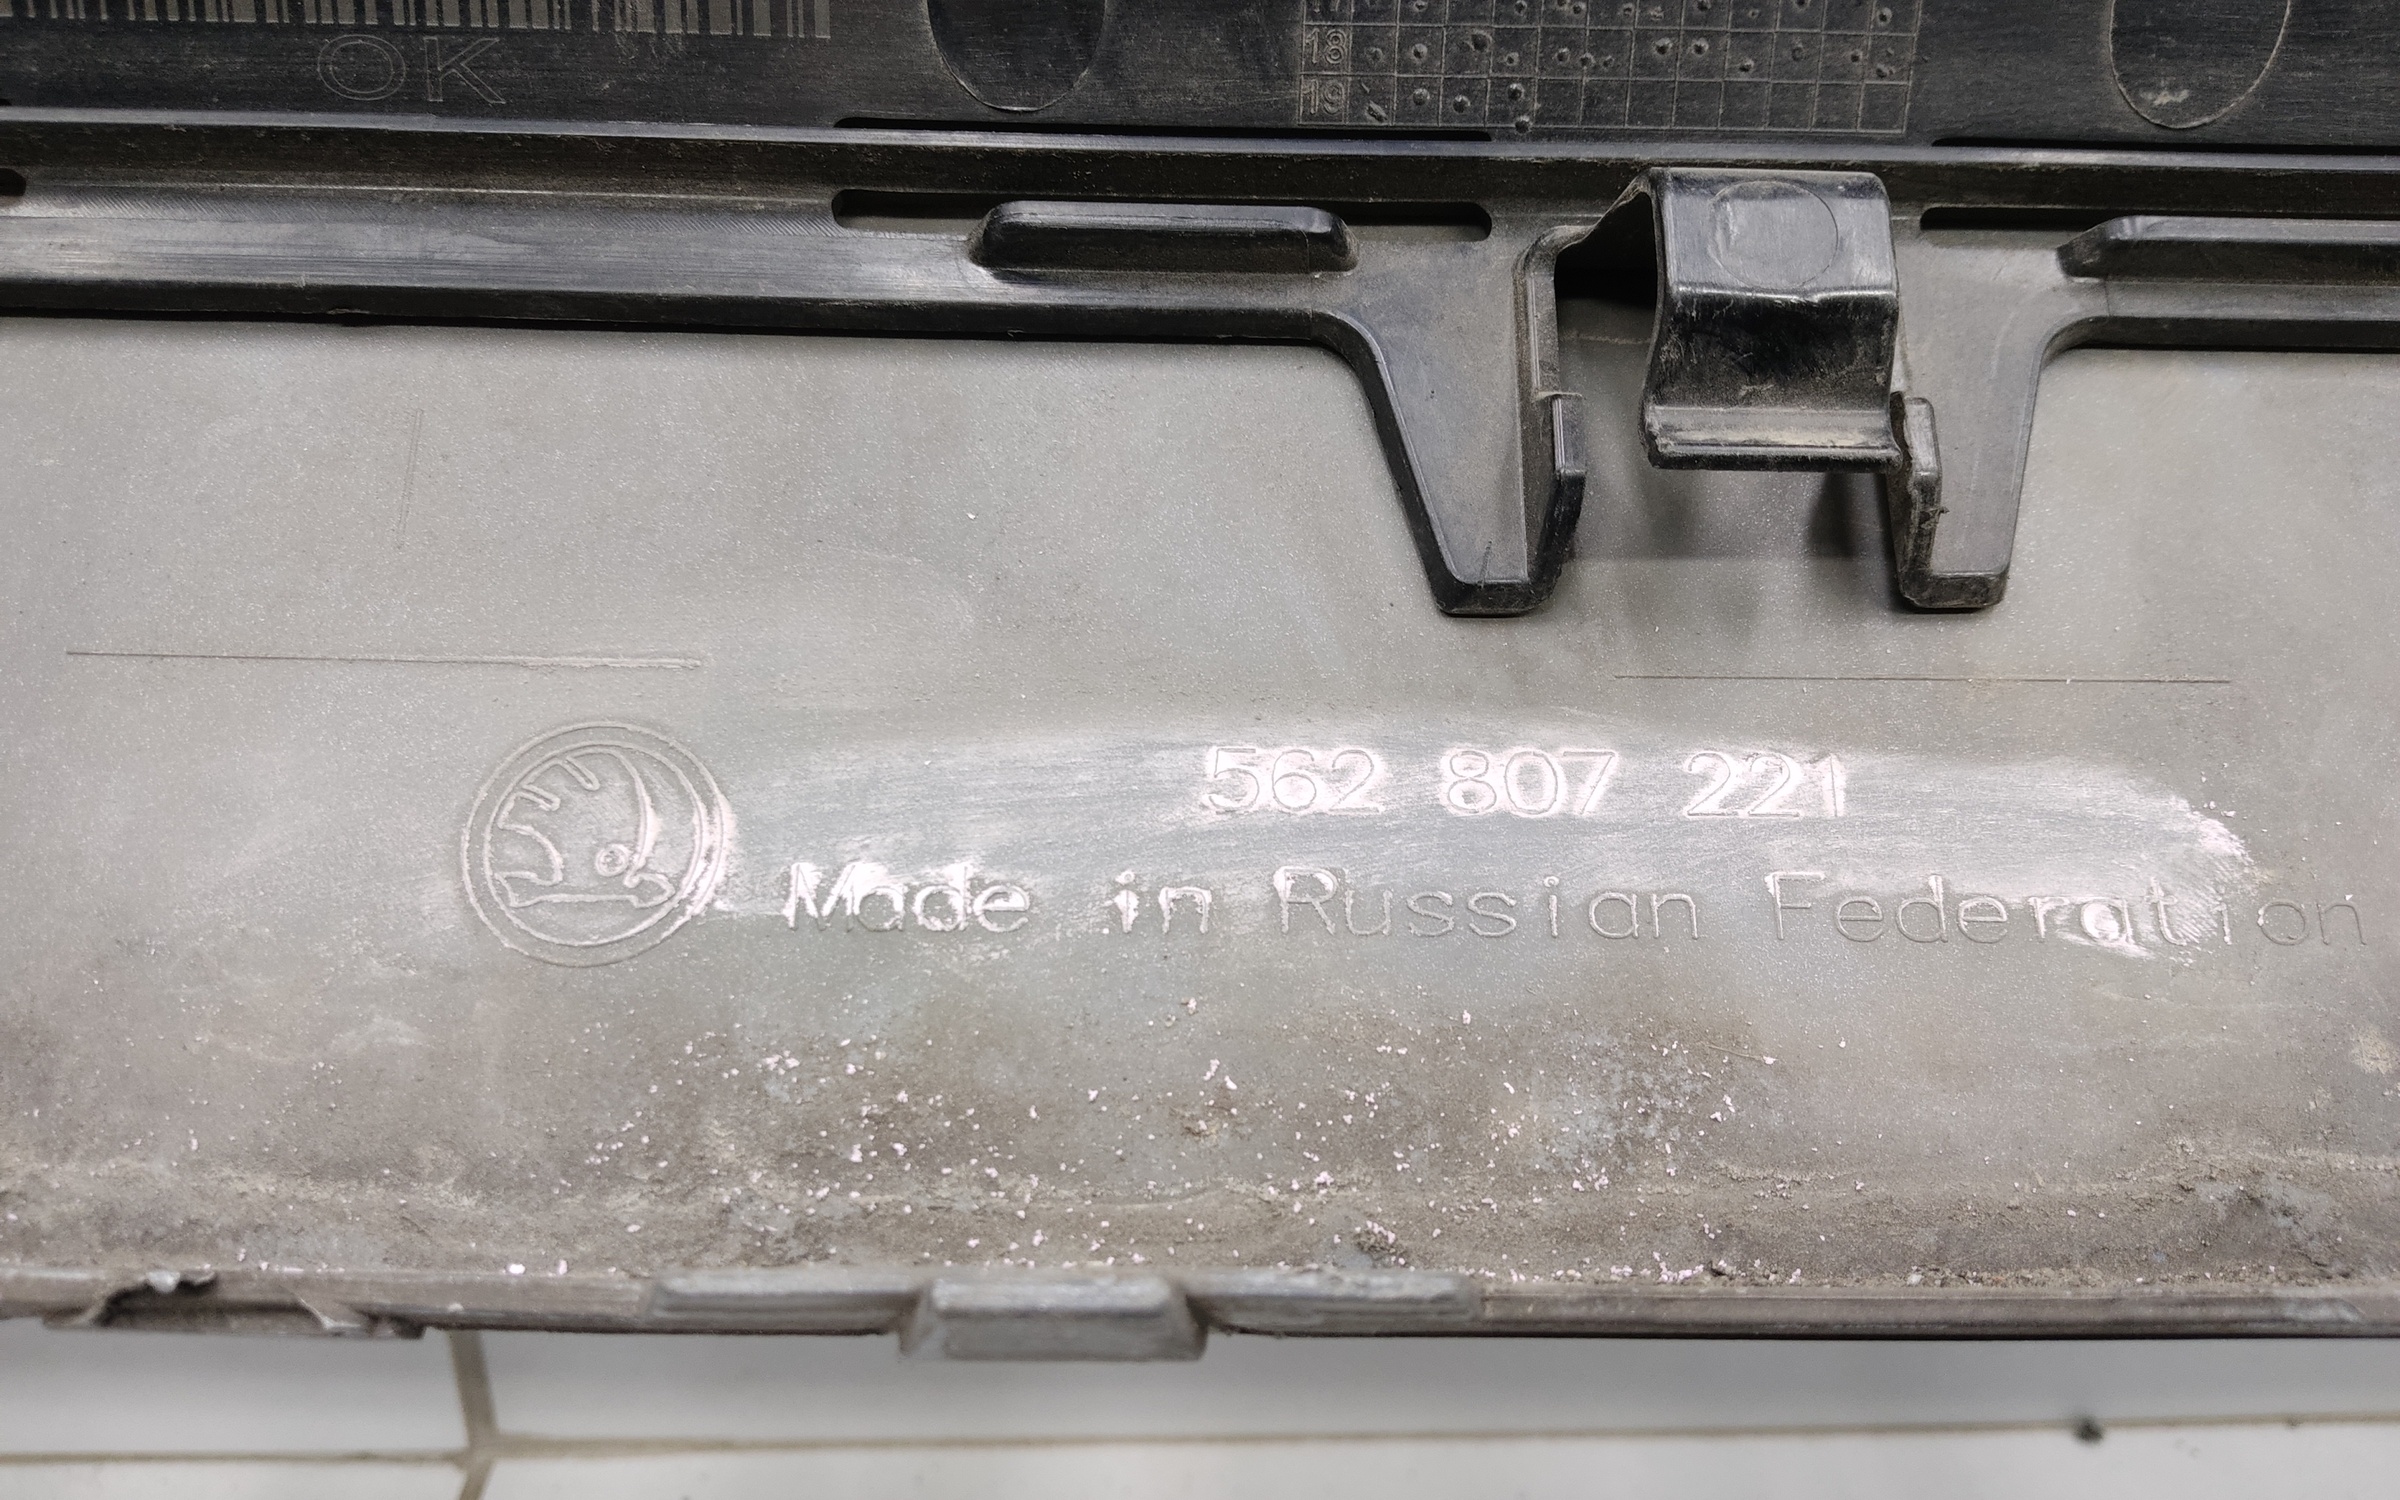 OK
18
19
562 807 221
Made in Russian Federation